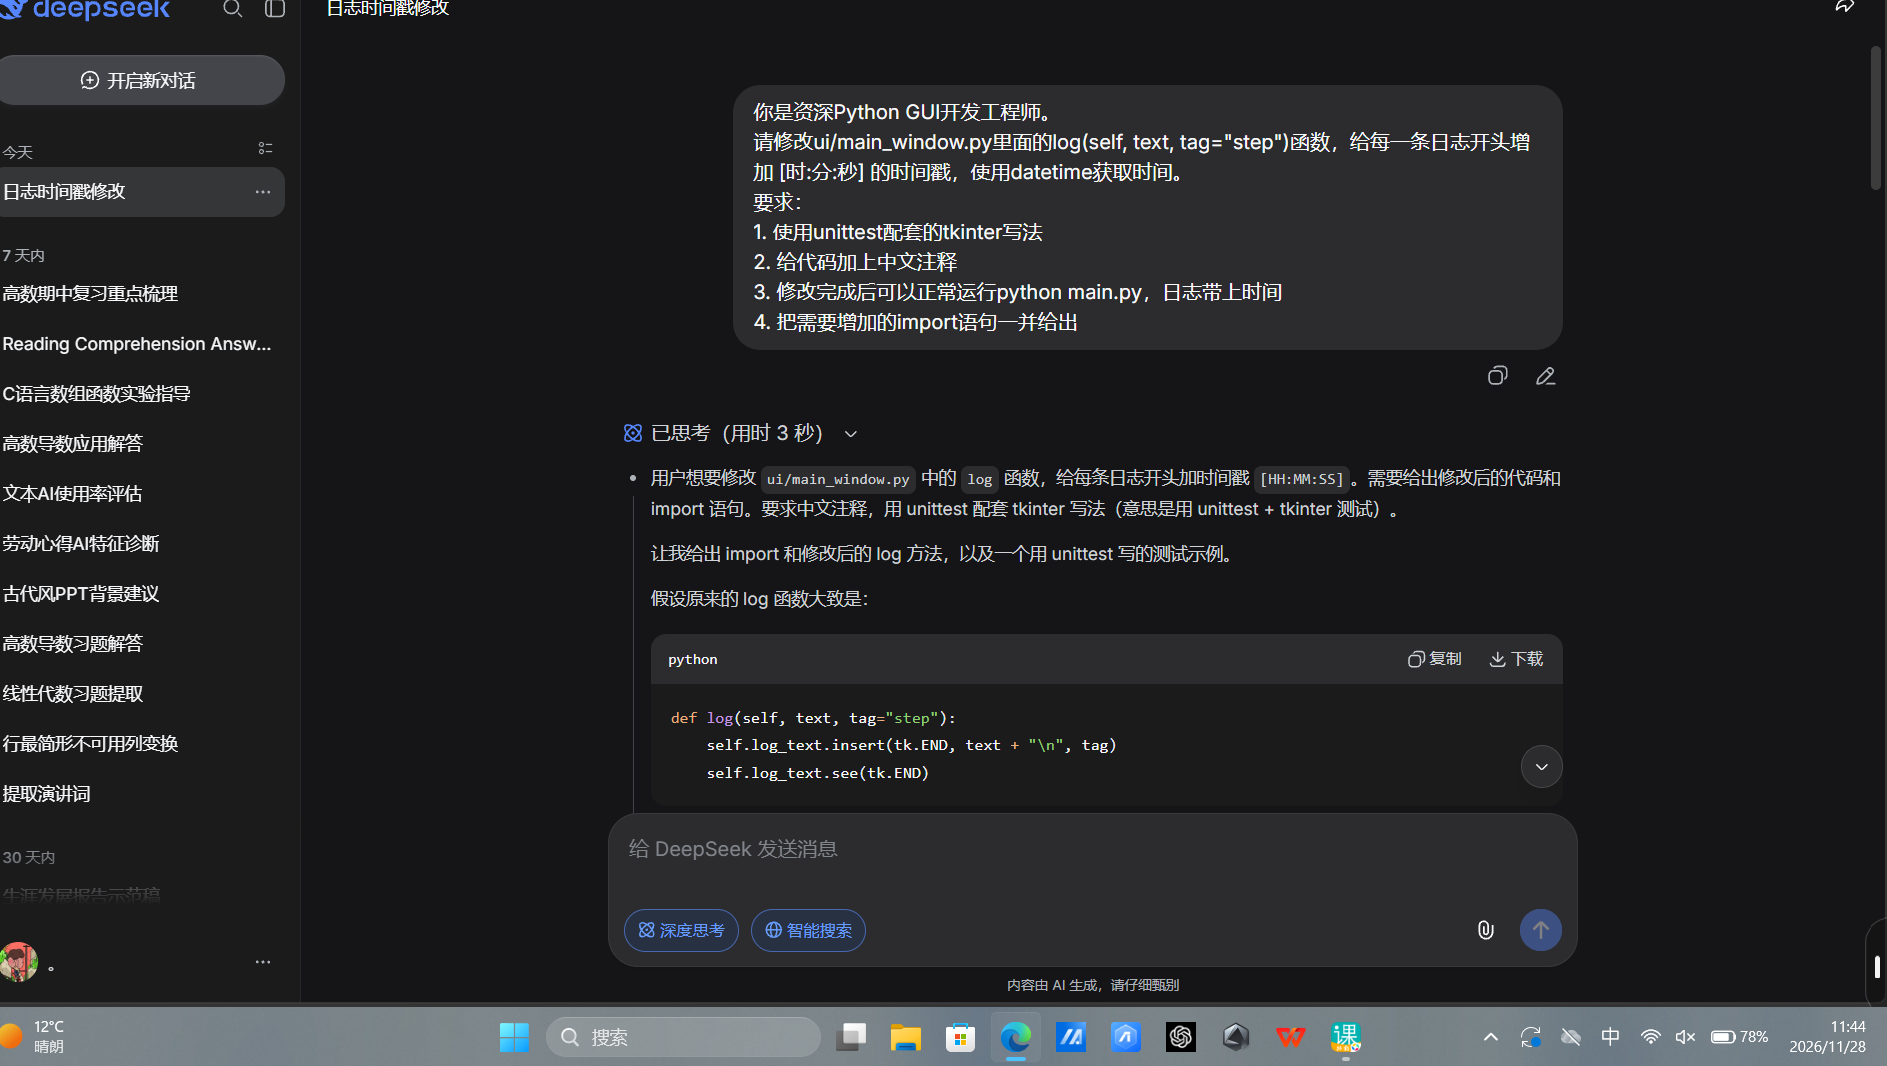 deepseek
开启新对话
今天
日志时间戳修改
7 天内
高数期中复习重点梳理
Reading Comprehension Answ...
C语言数组函数实验指导
高数导数应用解答
文本AI使用率评估
劳动心得AI特征诊断
古代风PPT背景建议
高数导数习题解答
线性代数习题提取
行最简形不可用列变换
提取演讲词
30 天内
生涯发展报告示范稿
。
日志时间戳修改
你是资深Python GUI开发工程师。
请修改ui/main_window.py里面的log(self, text, tag="step")函数，给每一条日志开头增
加 [时:分:秒] 的时间戳，使用datetime获取时间。
要求：
1. 使用unittest配套的tkinter写法
2. 给代码加上中文注释
3. 修改完成后可以正常运行python main.py，日志带上时间
4. 把需要增加的import语句一并给出
已思考（用时 3 秒）
用户想要修改 ui/main_window.py 中的 log 函数，给每条日志开头加时间戳 [HH:MM:SS]。需要给出修改后的代码和
import 语句。要求中文注释，用 unittest 配套 tkinter 写法（意思是用 unittest + tkinter 测试）。
让我给出 import 和修改后的 log 方法，以及一个用 unittest 写的测试示例。
假设原来的 log 函数大致是：
python
复制
下载
def log(self, text, tag="step"):
    self.log_text.insert(tk.END, text + "\n", tag)
    self.log_text.see(tk.END)
给 DeepSeek 发送消息
深度思考
智能搜索
内容由 AI 生成，请仔细甄别
12°C
晴朗
搜索
课
中
78%
11:44
2026/11/28